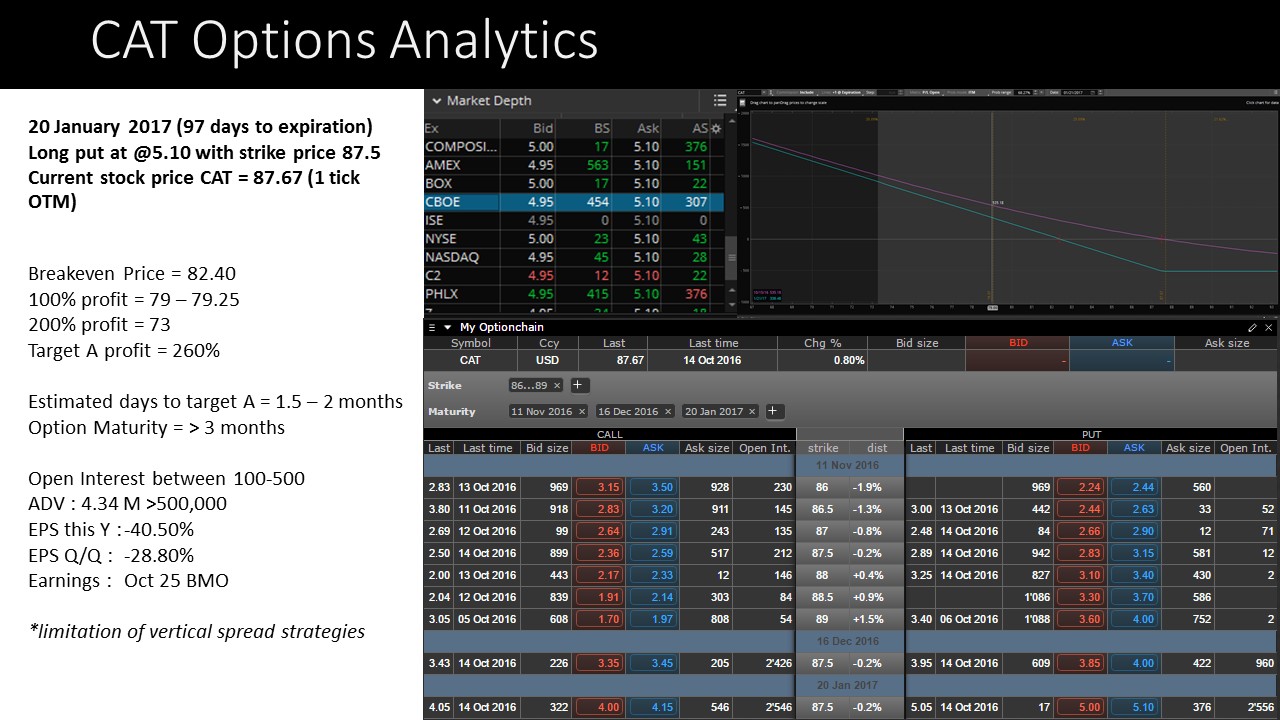 CAT Options Analytics
20 January 2017 (97 days to expiration)
Long put at @5.10 with strike price 87.5
Current stock price CAT = 87.67 (1 tick
OTM)
Breakeven Price = 82.40
100% profit = 79 – 79.25
200% profit = 73
Target A profit = 260%
Estimated days to target A = 1.5 – 2 months
Option Maturity = > 3 months
Open Interest between 100-500
ADV : 4.34 M >500,000
EPS this Y :-40.50%
EPS Q/Q : -28.80%
Earnings : Oct 25 BMO
*limitation of vertical spread strategies
Market Depth
Ex Bid BS Ask AS
COMPOSI... 5.00 17 5.10 376
AMEX 4.95 563 5.10 151
BOX 5.00 17 5.10 22
CBOE 4.95 454 5.10 307
ISE 4.95 0 5.10 0
NYSE 5.00 23 5.10 43
NASDAQ 4.95 45 5.10 28
C2 4.95 12 5.10 22
PHLX 4.95 415 5.10 376
My Optionchain
Symbol Ccy Last Last time Chg % Bid size BID ASK Ask size
CAT USD 87.67 14 Oct 2016 0.80% - -
Strike 86...89 × +
Maturity 11 Nov 2016 × 16 Dec 2016 × 20 Jan 2017 × +
CALL PUT
Last Last time Bid size BID ASK Ask size Open Int. strike dist Last Last time Bid size BID ASK Ask size Open Int.
11 Nov 2016
2.83 13 Oct 2016 969 3.15 3.50 928 230 86 -1.9% 969 2.24 2.44 560
3.80 11 Oct 2016 918 2.83 3.20 911 145 86.5 -1.3% 3.00 13 Oct 2016 442 2.44 2.63 33 52
2.69 12 Oct 2016 99 2.64 2.91 243 135 87 -0.8% 2.48 14 Oct 2016 84 2.66 2.90 12 71
2.50 14 Oct 2016 899 2.36 2.59 517 212 87.5 -0.2% 2.89 14 Oct 2016 942 2.83 3.15 581 12
2.00 13 Oct 2016 443 2.17 2.33 12 146 88 +0.4% 3.25 14 Oct 2016 827 3.10 3.40 430 2
2.04 12 Oct 2016 839 1.91 2.14 303 84 88.5 +0.9% 1'086 3.30 3.70 586
3.05 05 Oct 2016 608 1.70 1.97 808 54 89 +1.5% 3.40 06 Oct 2016 1'088 3.60 4.00 752 2
16 Dec 2016
3.43 14 Oct 2016 226 3.35 3.45 205 2'426 87.5 -0.2% 3.95 14 Oct 2016 686 3.85 4.00 422 960
20 Jan 2017
4.05 14 Oct 2016 322 4.00 4.15 546 2'546 87.5 -0.2% 5.05 14 Oct 2016 17 5.00 5.10 376 2'556